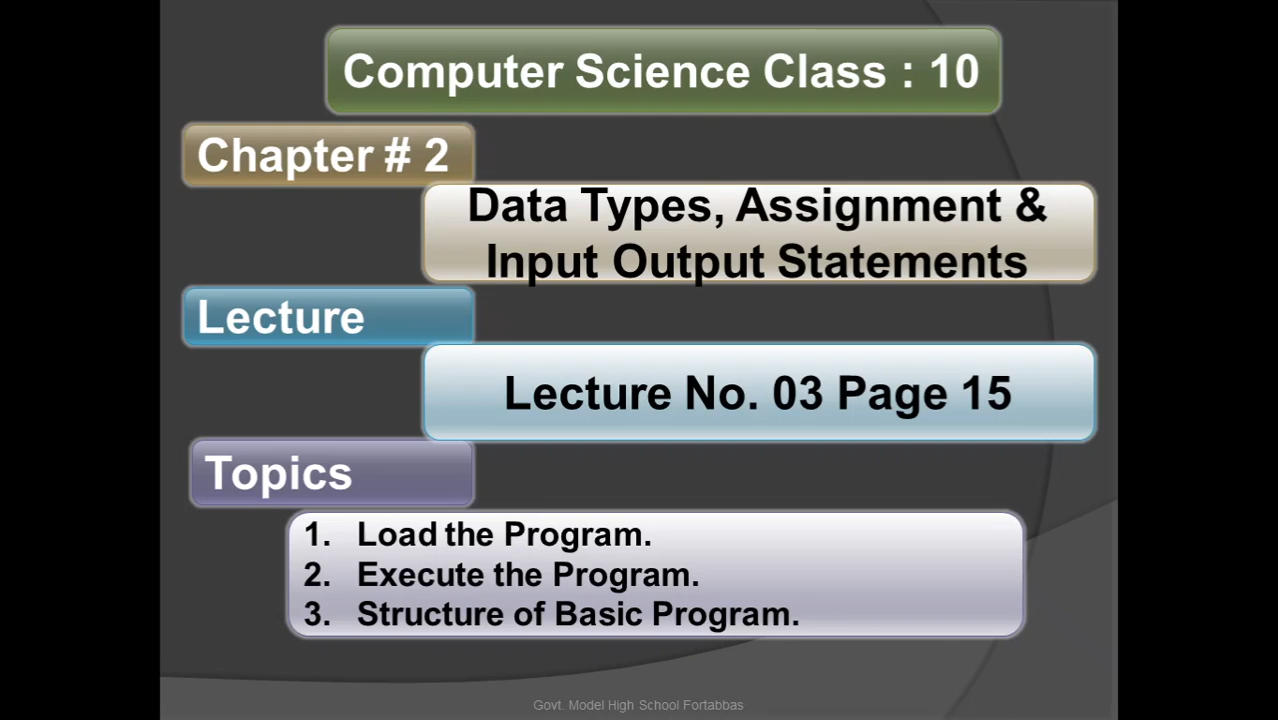 Computer Science Class : 10
Chapter # 2
Data Types, Assignment &
Input Output Statements
Lecture
Lecture No. 03 Page 15
Topics
1. Load the Program.
2. Execute the Program.
3. Structure of Basic Program.
Govt. Model High School Fortabbas